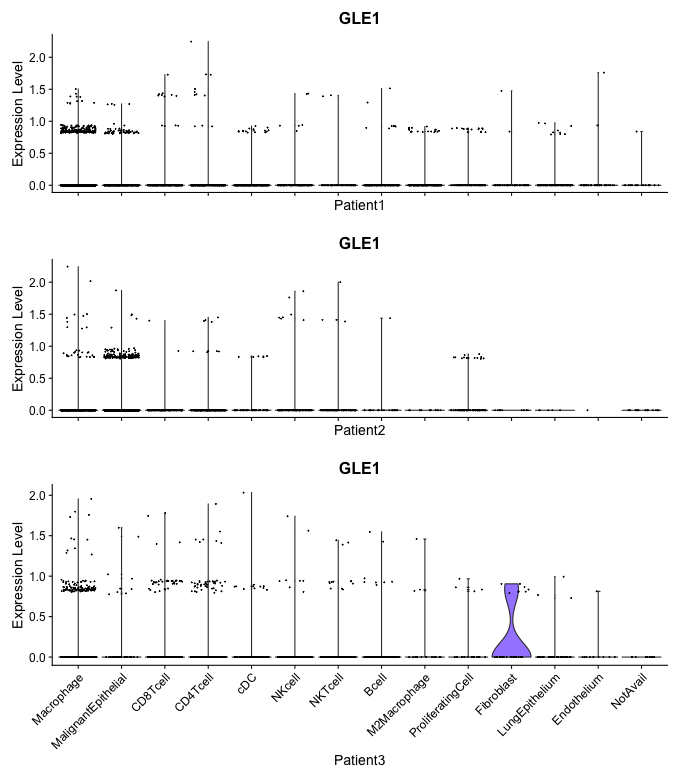 GLE1
Expression Level
2.0
1.5
1.0
0.5
0.0
Patient1
GLE1
Expression Level
2.0
1.5
1.0
0.5
0.0
Patient2
GLE1
Expression Level
2.0
1.5
1.0
0.5
0.0
Macrophage
MalignantEpithelial
CD8Tcell
CD4Tcell
cDC
NKcell
NKTcell
Bcell
M2Macrophage
ProliferatingCell
Fibroblast
LungEpithelium
Endothelium
NotAvail
Patient3